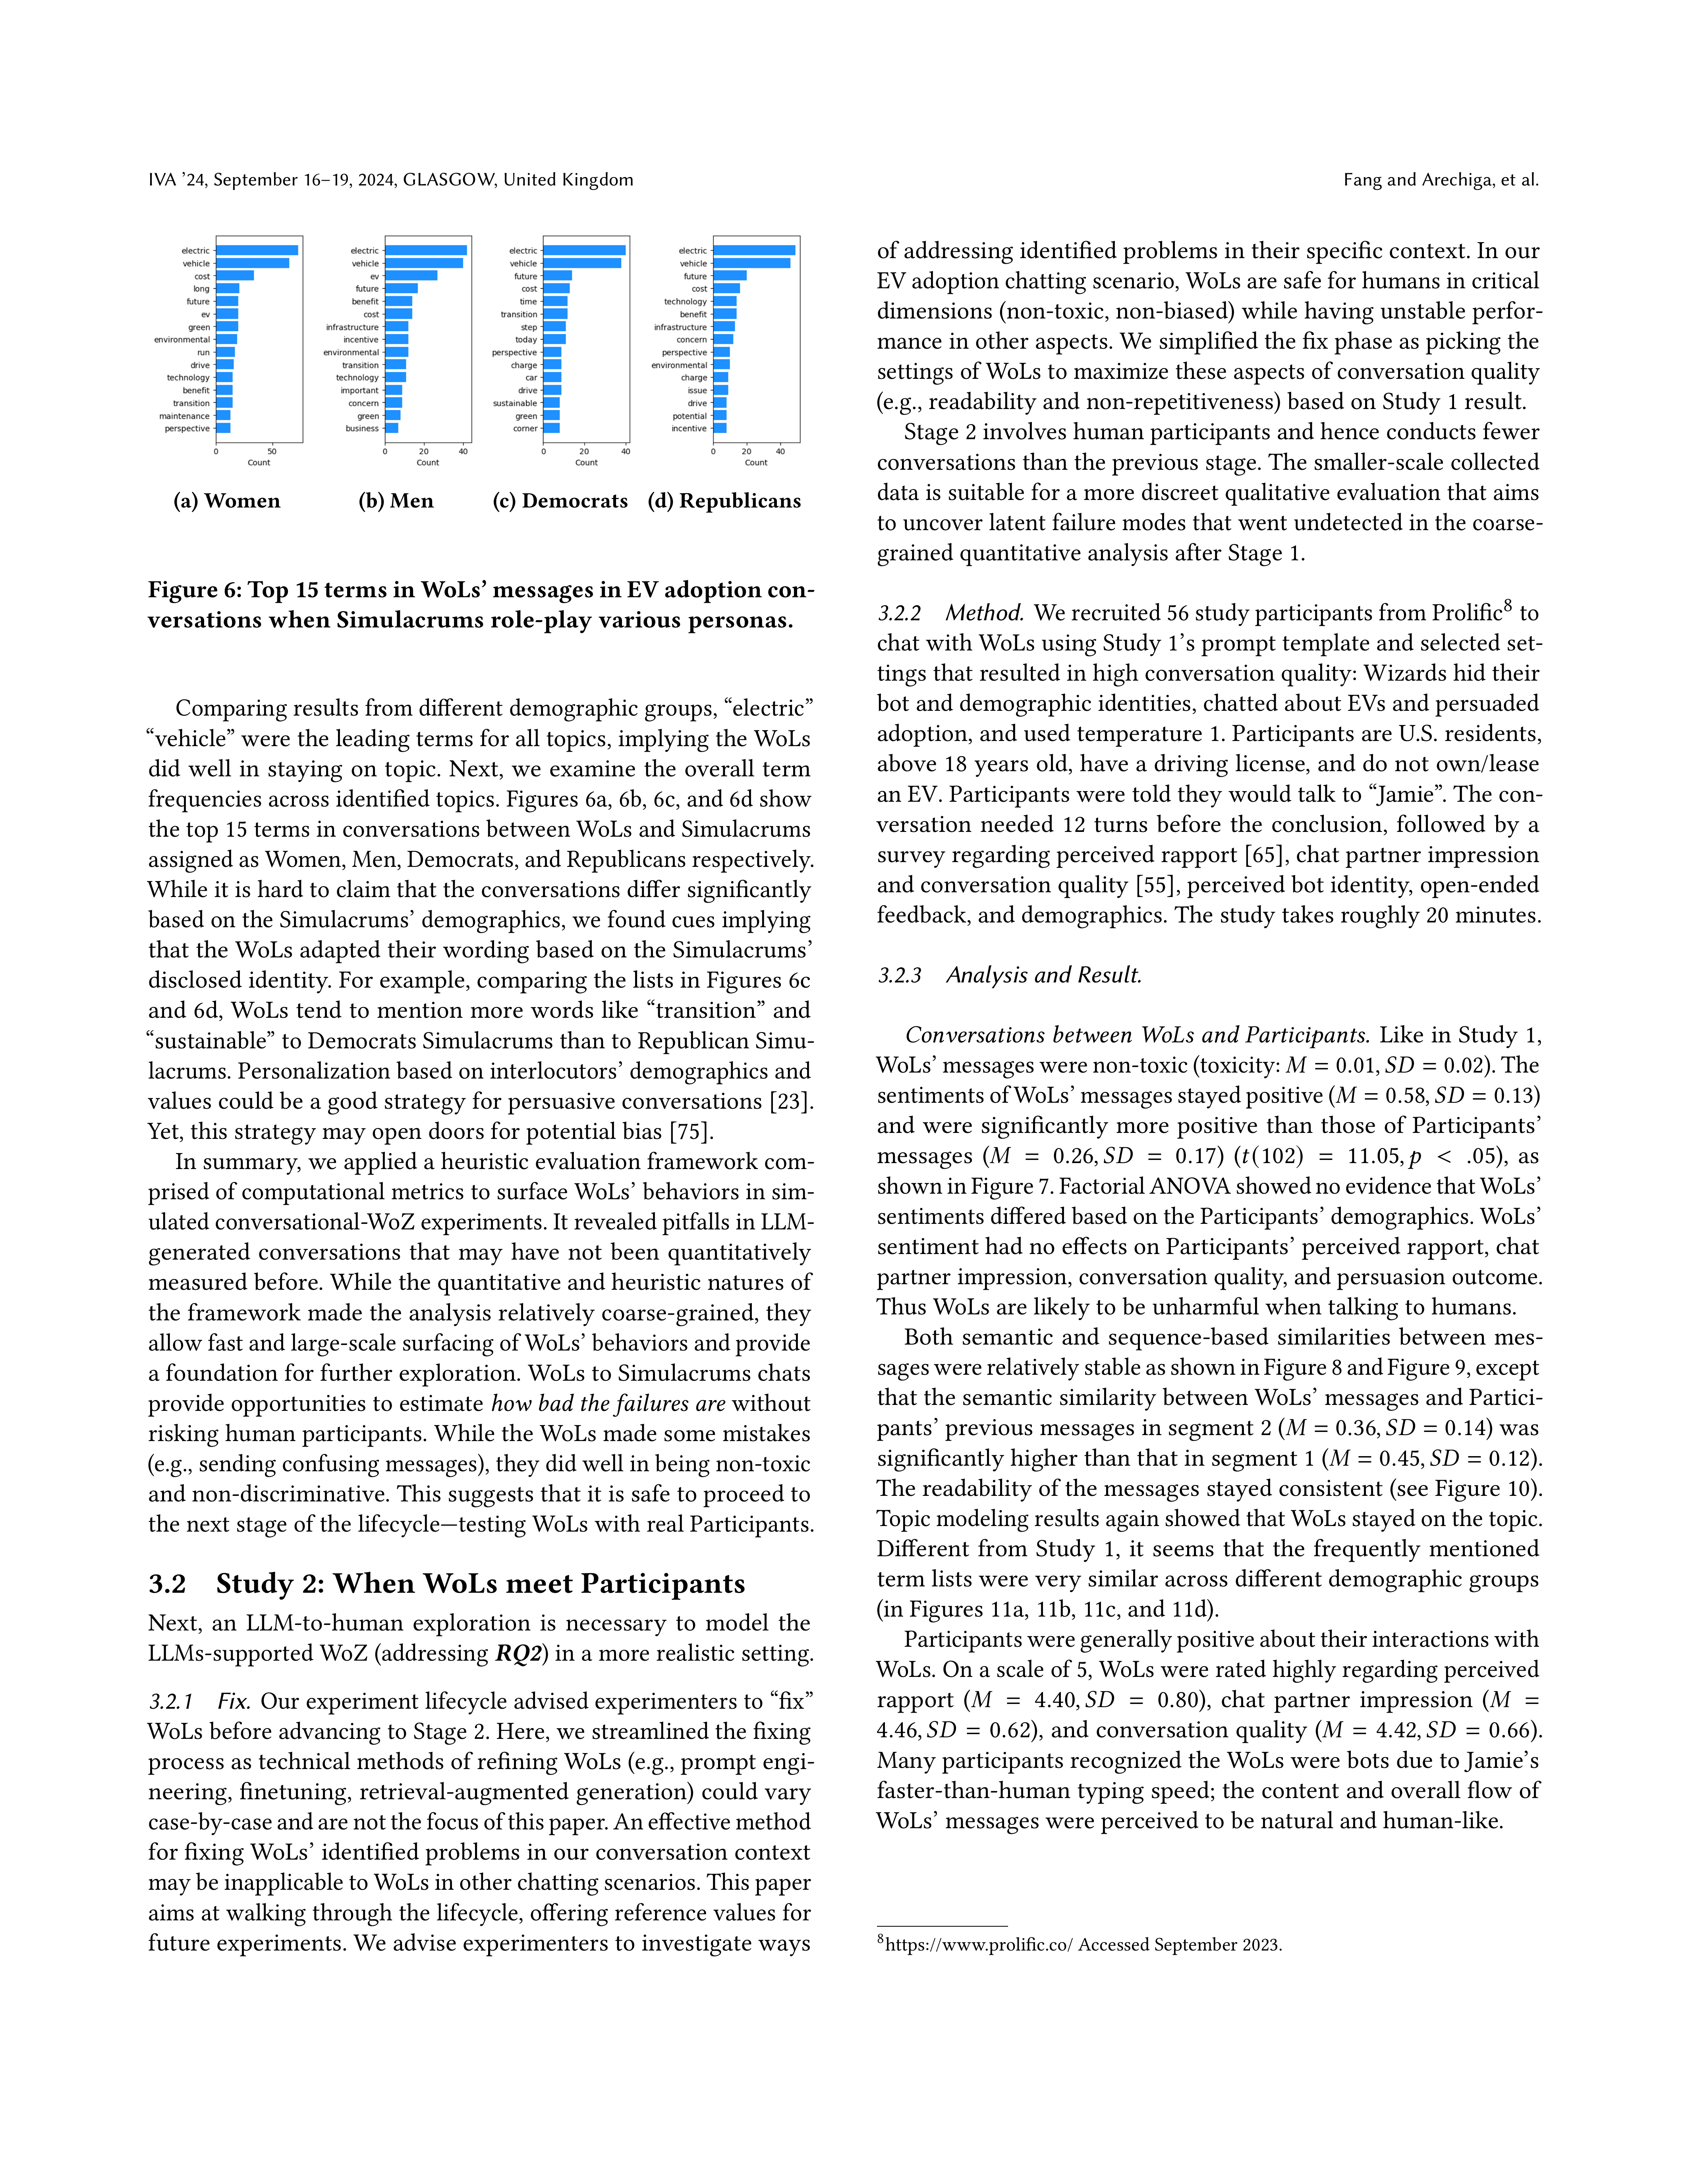 IVA ’24, September 16–19, 2024, GLASGOW, United Kingdom
Fang and Arechiga, et al.
electric
vehicle
cost
long
future
ev
green
environmental
run
drive
technology
benefit
transition
maintenance
perspective
0 50
Count
electric
vehicle
ev
future
benefit
cost
infrastructure
incentive
environmental
transition
technology
important
concern
green
business
0 20 40
Count
electric
vehicle
future
cost
time
transition
step
today
perspective
charge
car
drive
sustainable
green
corner
0 20 40
Count
electric
vehicle
future
cost
technology
benefit
infrastructure
concern
perspective
environmental
charge
issue
drive
potential
incentive
0 20 40
Count
(a) Women
(b) Men
(c) Democrats
(d) Republicans
Figure 6: Top 15 terms in WoLs’ messages in EV adoption con-
versations when Simulacrums role-play various personas.
Comparing results from different demographic groups, “electric”
“vehicle” were the leading terms for all topics, implying the WoLs
did well in staying on topic. Next, we examine the overall term
frequencies across identified topics. Figures 6a, 6b, 6c, and 6d show
the top 15 terms in conversations between WoLs and Simulacrums
assigned as Women, Men, Democrats, and Republicans respectively.
While it is hard to claim that the conversations differ significantly
based on the Simulacrums’ demographics, we found cues implying
that the WoLs adapted their wording based on the Simulacrums’
disclosed identity. For example, comparing the lists in Figures 6c
and 6d, WoLs tend to mention more words like “transition” and
“sustainable” to Democrats Simulacrums than to Republican Simu-
lacrums. Personalization based on interlocutors’ demographics and
values could be a good strategy for persuasive conversations [23].
Yet, this strategy may open doors for potential bias [75].
In summary, we applied a heuristic evaluation framework com-
prised of computational metrics to surface WoLs’ behaviors in sim-
ulated conversational-WoZ experiments. It revealed pitfalls in LLM-
generated conversations that may have not been quantitatively
measured before. While the quantitative and heuristic natures of
the framework made the analysis relatively coarse-grained, they
allow fast and large-scale surfacing of WoLs’ behaviors and provide
a foundation for further exploration. WoLs to Simulacrums chats
provide opportunities to estimate how bad the failures are without
risking human participants. While the WoLs made some mistakes
(e.g., sending confusing messages), they did well in being non-toxic
and non-discriminative. This suggests that it is safe to proceed to
the next stage of the lifecycle—testing WoLs with real Participants.
3.2 Study 2: When WoLs meet Participants
Next, an LLM-to-human exploration is necessary to model the
LLMs-supported WoZ (addressing RQ2) in a more realistic setting.
3.2.1 Fix. Our experiment lifecycle advised experimenters to “fix”
WoLs before advancing to Stage 2. Here, we streamlined the fixing
process as technical methods of refining WoLs (e.g., prompt engi-
neering, finetuning, retrieval-augmented generation) could vary
case-by-case and are not the focus of this paper. An effective method
for fixing WoLs’ identified problems in our conversation context
may be inapplicable to WoLs in other chatting scenarios. This paper
aims at walking through the lifecycle, offering reference values for
future experiments. We advise experimenters to investigate ways
of addressing identified problems in their specific context. In our
EV adoption chatting scenario, WoLs are safe for humans in critical
dimensions (non-toxic, non-biased) while having unstable perfor-
mance in other aspects. We simplified the fix phase as picking the
settings of WoLs to maximize these aspects of conversation quality
(e.g., readability and non-repetitiveness) based on Study 1 result.
Stage 2 involves human participants and hence conducts fewer
conversations than the previous stage. The smaller-scale collected
data is suitable for a more discreet qualitative evaluation that aims
to uncover latent failure modes that went undetected in the coarse-
grained quantitative analysis after Stage 1.
3.2.2 Method. We recruited 56 study participants from Prolific⁸ to
chat with WoLs using Study 1’s prompt template and selected set-
tings that resulted in high conversation quality: Wizards hid their
bot and demographic identities, chatted about EVs and persuaded
adoption, and used temperature 1. Participants are U.S. residents,
above 18 years old, have a driving license, and do not own/lease
an EV. Participants were told they would talk to “Jamie”. The con-
versation needed 12 turns before the conclusion, followed by a
survey regarding perceived rapport [65], chat partner impression
and conversation quality [55], perceived bot identity, open-ended
feedback, and demographics. The study takes roughly 20 minutes.
3.2.3 Analysis and Result.
Conversations between WoLs and Participants. Like in Study 1,
WoLs’ messages were non-toxic (toxicity: M = 0.01, SD = 0.02). The
sentiments of WoLs’ messages stayed positive (M = 0.58, SD = 0.13)
and were significantly more positive than those of Participants’
messages (M = 0.26, SD = 0.17) (t(102) = 11.05, p < .05), as
shown in Figure 7. Factorial ANOVA showed no evidence that WoLs’
sentiments differed based on the Participants’ demographics. WoLs’
sentiment had no effects on Participants’ perceived rapport, chat
partner impression, conversation quality, and persuasion outcome.
Thus WoLs are likely to be unharmful when talking to humans.
Both semantic and sequence-based similarities between mes-
sages were relatively stable as shown in Figure 8 and Figure 9, except
that the semantic similarity between WoLs’ messages and Partici-
pants’ previous messages in segment 2 (M = 0.36, SD = 0.14) was
significantly higher than that in segment 1 (M = 0.45, SD = 0.12).
The readability of the messages stayed consistent (see Figure 10).
Topic modeling results again showed that WoLs stayed on the topic.
Different from Study 1, it seems that the frequently mentioned
term lists were very similar across different demographic groups
(in Figures 11a, 11b, 11c, and 11d).
Participants were generally positive about their interactions with
WoLs. On a scale of 5, WoLs were rated highly regarding perceived
rapport (M = 4.40, SD = 0.80), chat partner impression (M =
4.46, SD = 0.62), and conversation quality (M = 4.42, SD = 0.66).
Many participants recognized the WoLs were bots due to Jamie’s
faster-than-human typing speed; the content and overall flow of
WoLs’ messages were perceived to be natural and human-like.
⁸https://www.prolific.co/ Accessed September 2023.